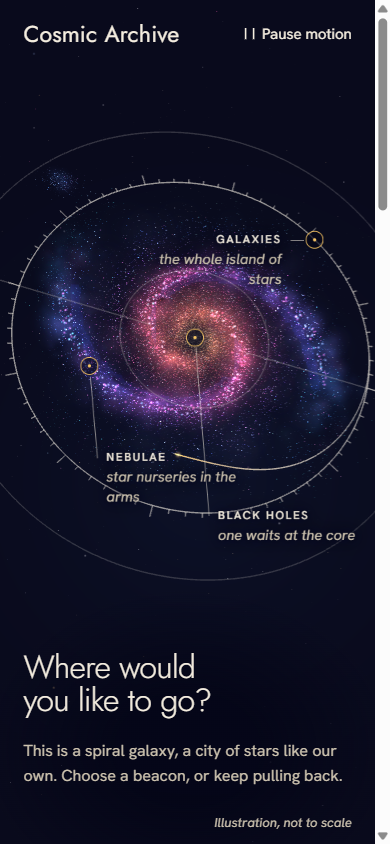 Cosmic Archive
Pause motion
GALAXIES
the whole island of
stars
NEBULAE
star nurseries in the
arms
BLACK HOLES
one waits at the core
Where would
you like to go?
This is a spiral galaxy, a city of stars like our
own. Choose a beacon, or keep pulling back.
Illustration, not to scale